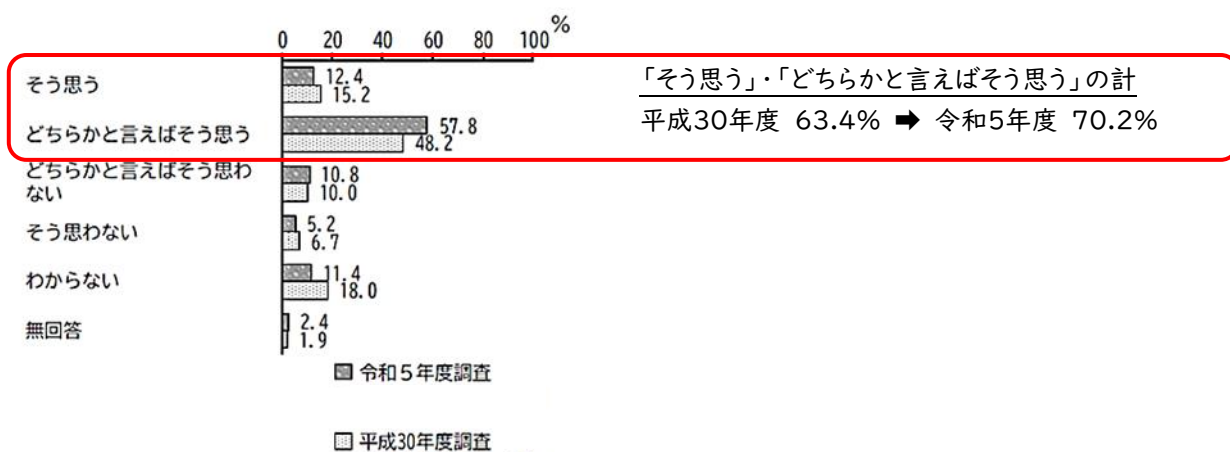 0 20 40 60 80 100 %
そう思う 12.4
15.2
「そう思う」・「どちらかと言えばそう思う」の計
平成30年度 63.4% ➡ 令和5年度 70.2%
どちらかと言えばそう思う 57.8
48.2
どちらかと言えばそう思わ
ない
10.8
10.0
そう思わない 5.2
6.7
わからない 11.4
18.0
無回答 2.4
1.9
令和5年度調査
平成30年度調査